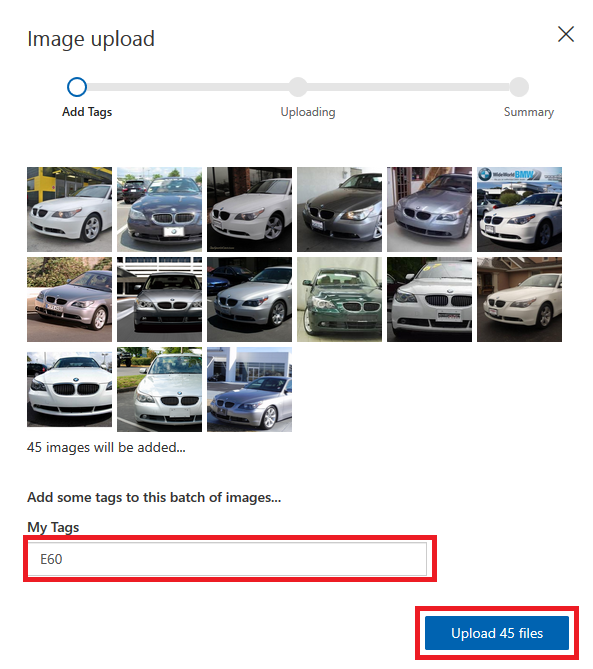 Image upload
Add Tags
Uploading
Summary
WideWorld BMW
45 images will be added...
Add some tags to this batch of images...
My Tags
E60
Upload 45 files